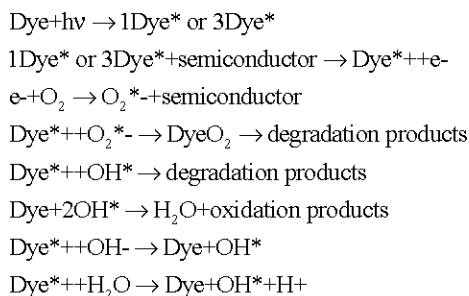 Dye+hν → 1Dye* or 3Dye*
1Dye* or 3Dye*+semiconductor → Dye*++e-
e-+O₂ → O₂*-+semiconductor
Dye*++O₂*- → DyeO₂ → degradation products
Dye*++OH* → degradation products
Dye+2OH* → H₂O+oxidation products
Dye*++OH- → Dye+OH*
Dye*++H₂O → Dye+OH*+H+